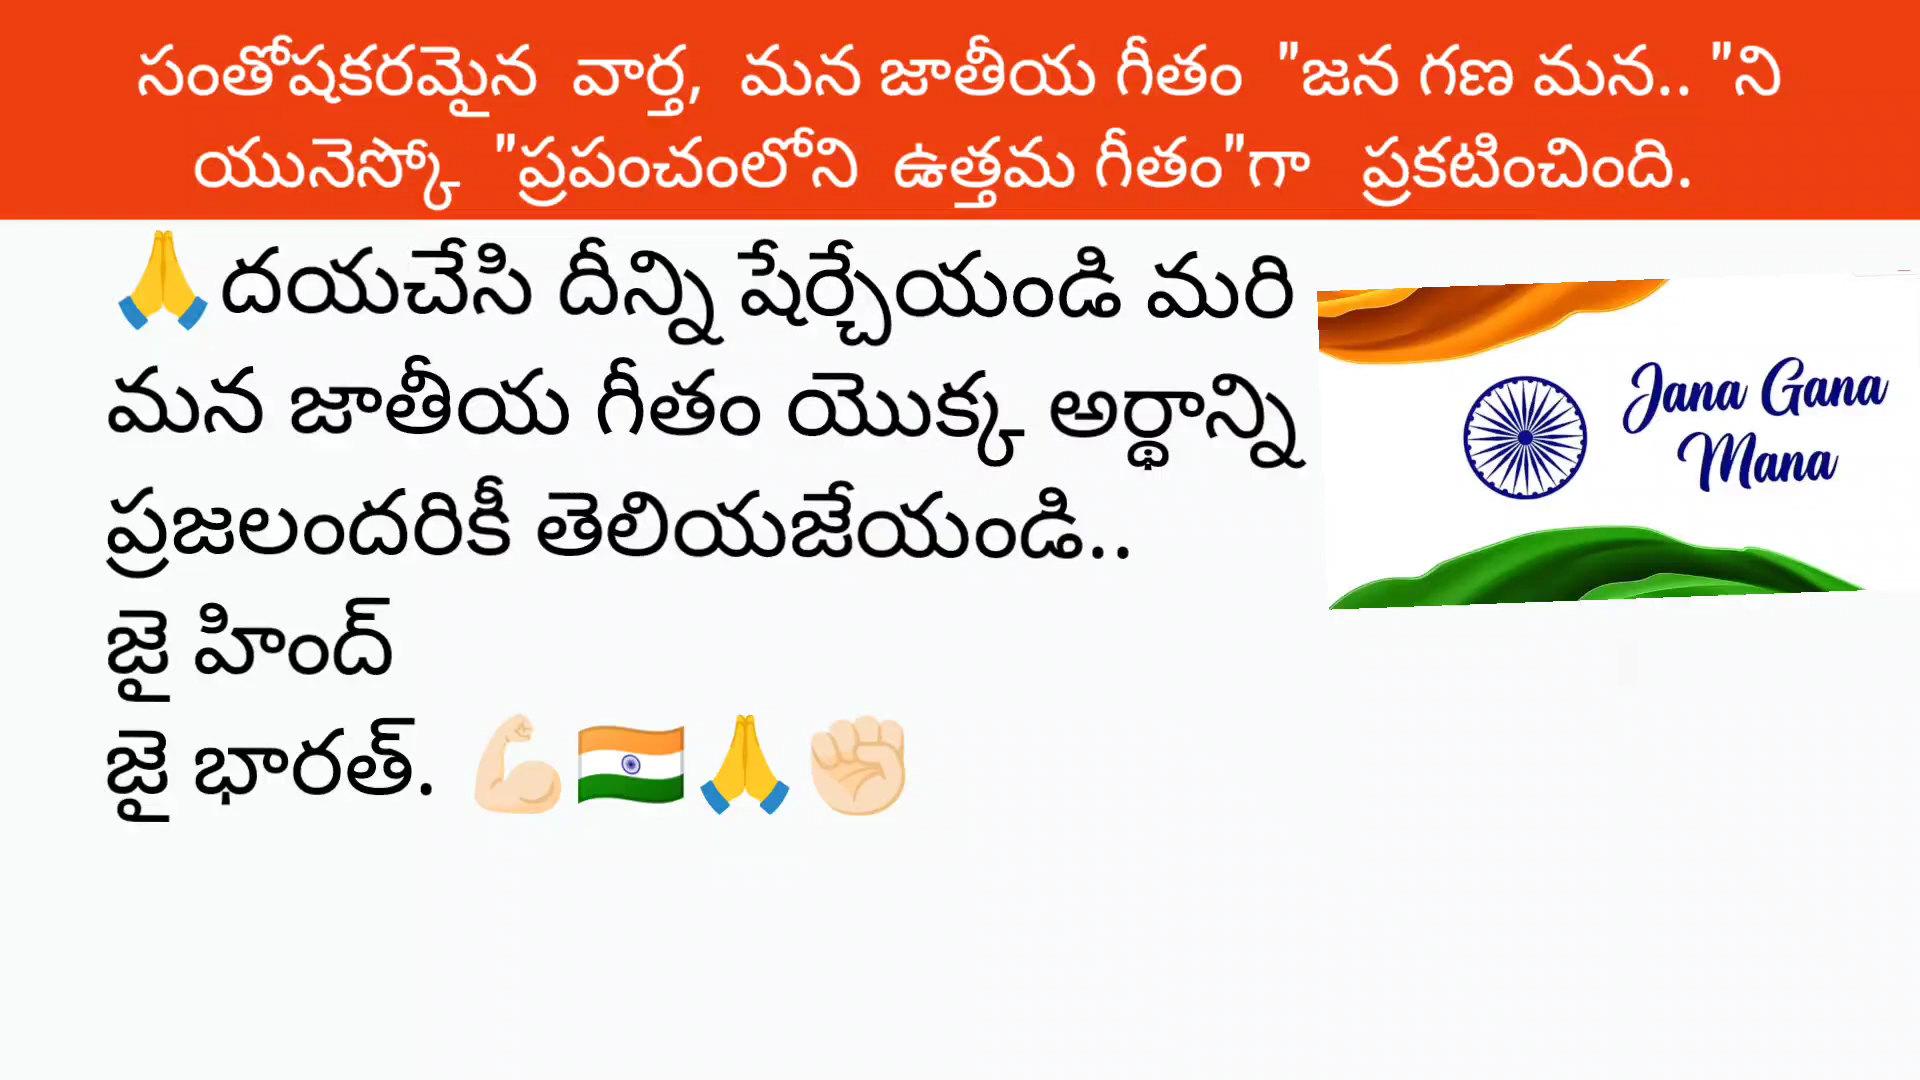 సంతోషకరమైన వార్త, మన జాతీయ గీతం "జన గణ మన.. "ని
యునెస్కో "ప్రపంచంలోని ఉత్తమ గీతం"గా ప్రకటించింది.
🙏దయచేసి దీన్ని షేర్చేయండి మరి
మన జాతీయ గీతం యొక్క అర్థాన్ని
ప్రజలందరికీ తెలియజేయండి..
జై హింద్
జై భారత్. 💪🏻🇮🇳🙏✊🏻
Jana Gana
Mana